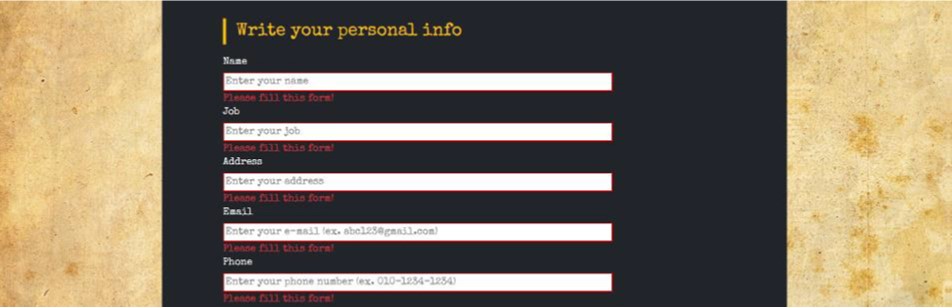 Write your personal info
Name
Enter your name
Please fill this form!
Job
Enter your job
Please fill this form!
Address
Enter your address
Please fill this form!
Email
Enter your e-mail (ex. abc123@gmail.com)
Please fill this form!
Phone
Enter your phone number (ex. 010-1234-1234)
Please fill this form!